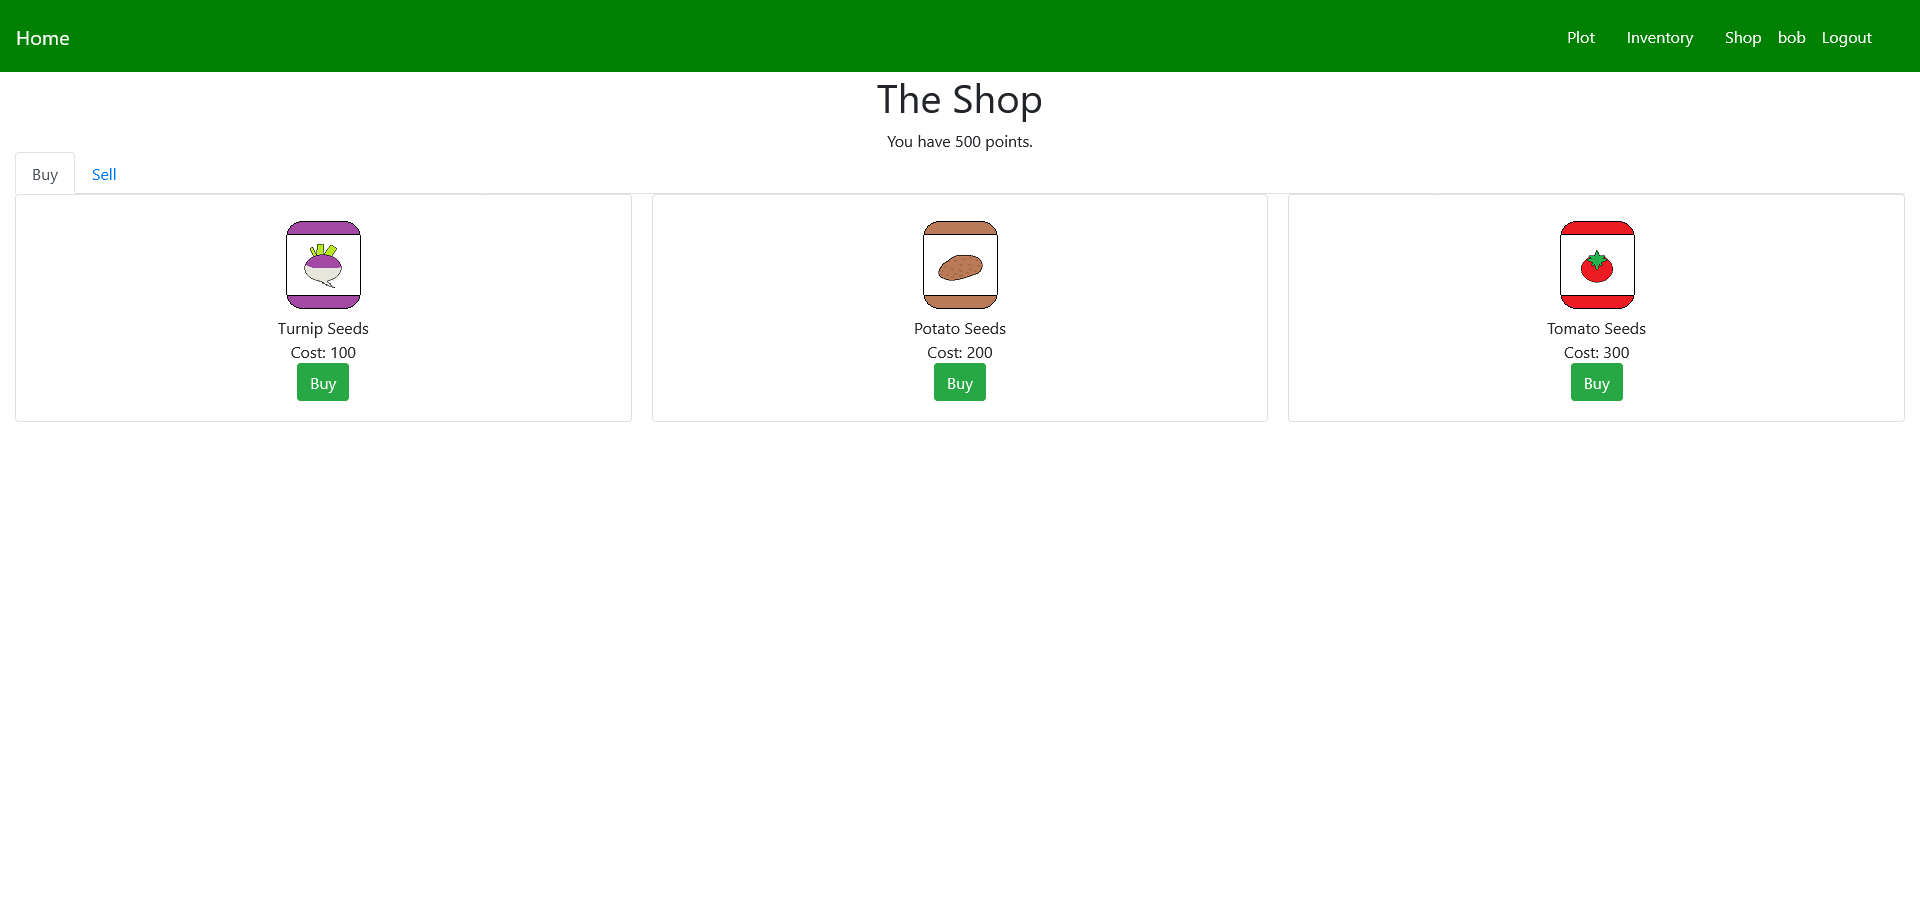 Home Plot Inventory Shop bob Logout
The Shop
You have 500 points.
Buy Sell
Turnip Seeds
Cost: 100
Buy
Potato Seeds
Cost: 200
Buy
Tomato Seeds
Cost: 300
Buy